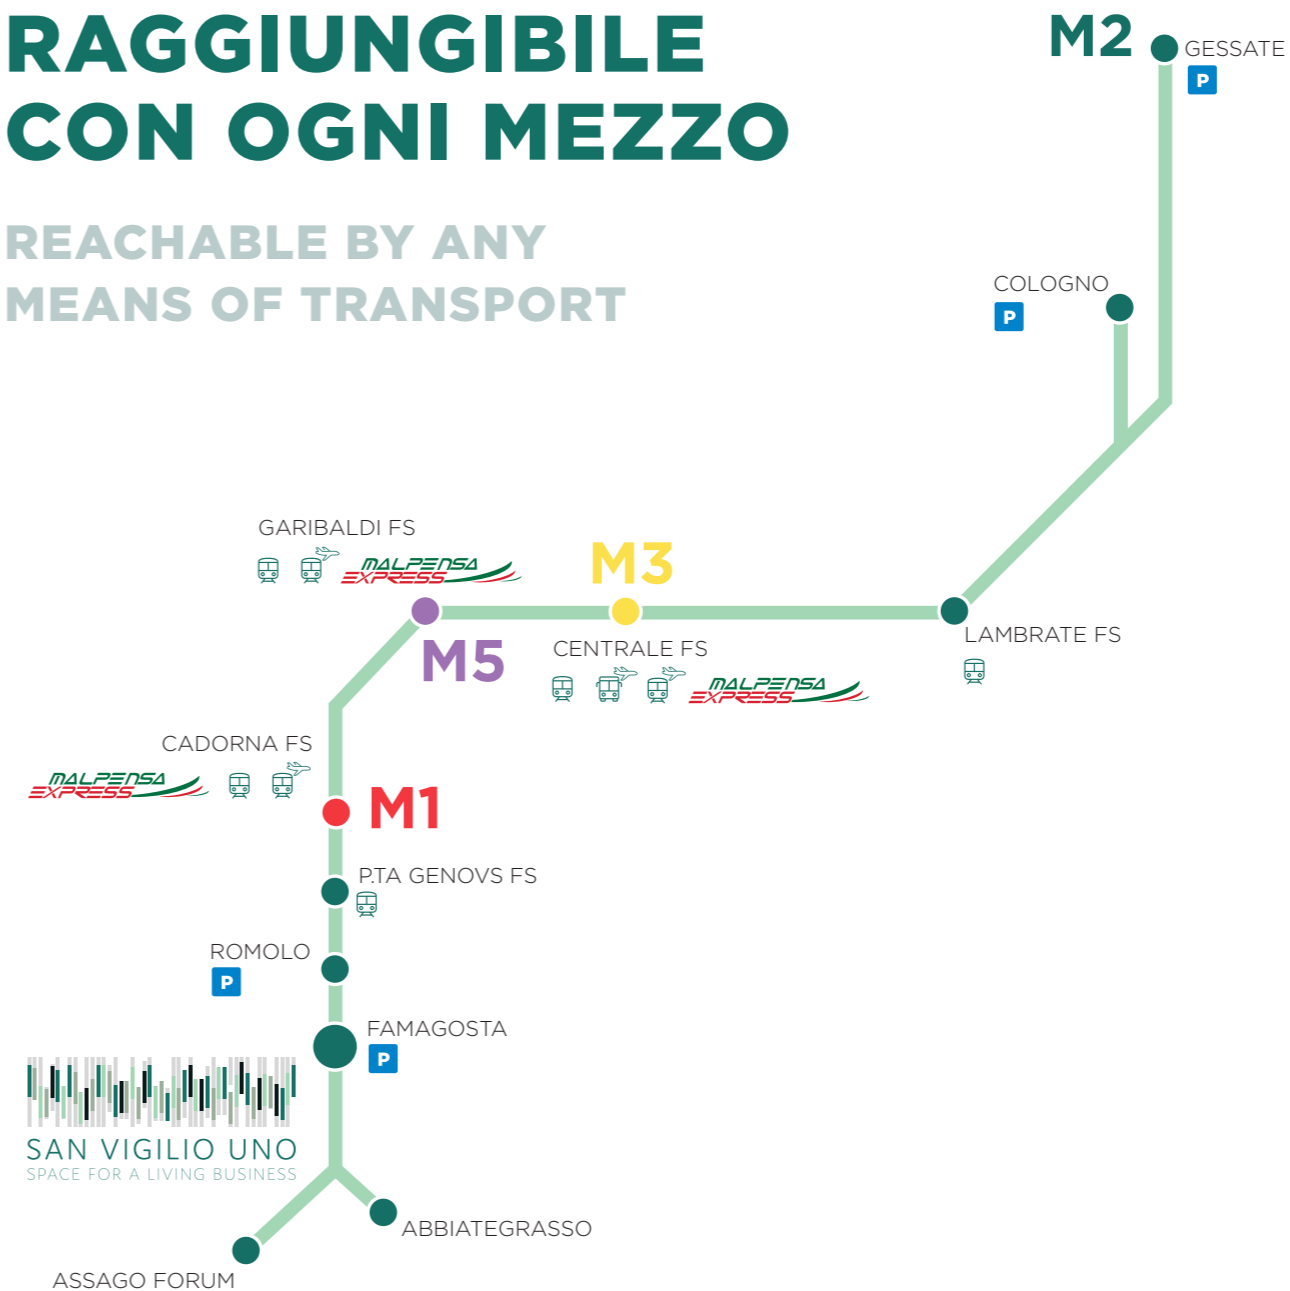 RAGGIUNGIBILE
CON OGNI MEZZO
REACHABLE BY ANY
MEANS OF TRANSPORT
M2
GESSATE
P
COLOGNO
P
GARIBALDI FS
MALPENSA
EXPRESS
M3
M5
CENTRALE FS
MALPENSA
EXPRESS
LAMBRATE FS
CADORNA FS
MALPENSA
EXPRESS
M1
P.TA GENOVS FS
ROMOLO
P
FAMAGOSTA
P
SAN VIGILIO UNO
SPACE FOR A LIVING BUSINESS
ABBIATEGRASSO
ASSAGO FORUM